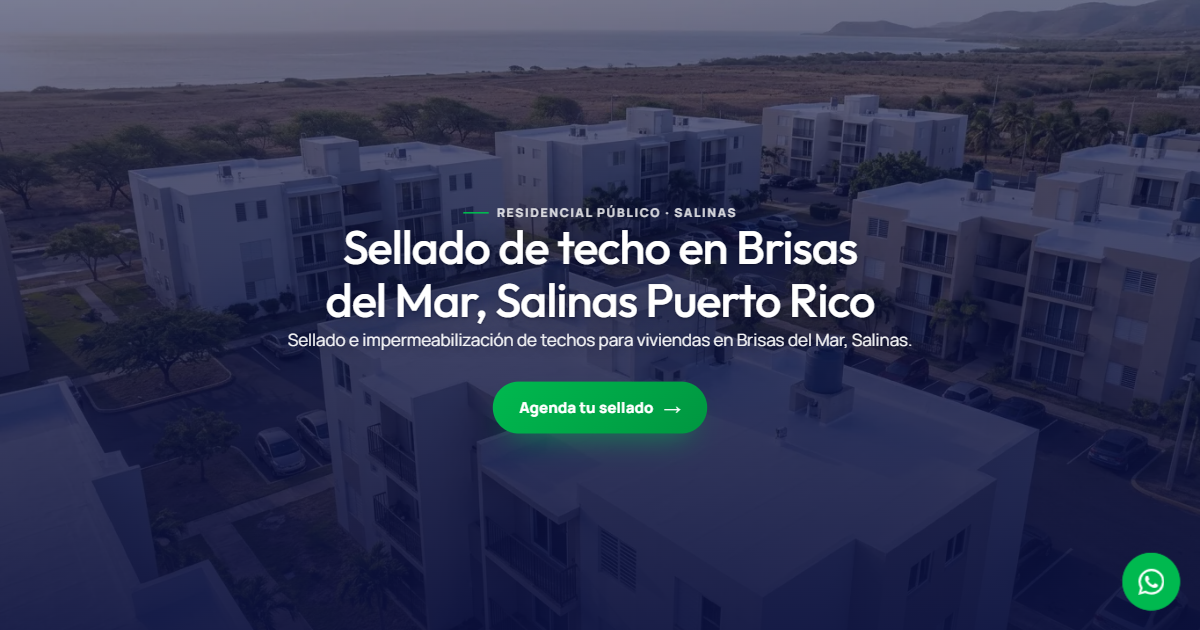 RESIDENCIAL PÚBLICO · SALINAS
Sellado de techo en Brisas
del Mar, Salinas Puerto Rico
Sellado e impermeabilización de techos para viviendas en Brisas del Mar, Salinas.
Agenda tu sellado →